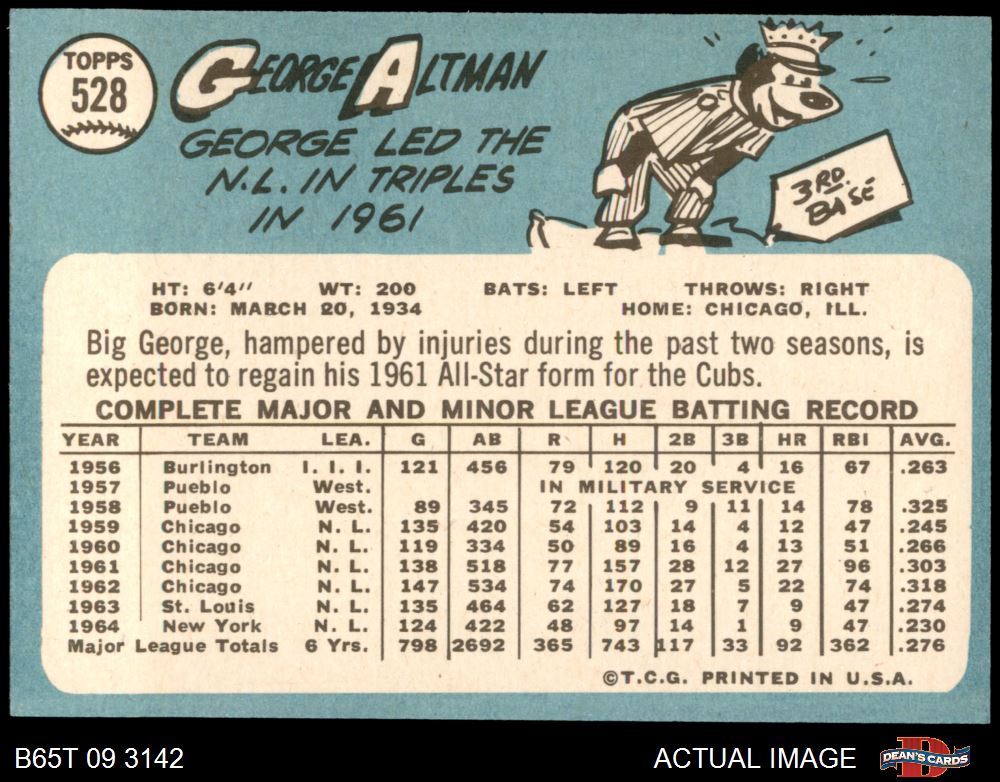 TOPPS
528
GEORGE ALTMAN
GEORGE LED THE
N.L. IN TRIPLES
IN 1961
3RD.
BASE
HT: 6'4" WT: 200 BATS: LEFT THROWS: RIGHT
BORN: MARCH 20, 1934 HOME: CHICAGO, ILL.
Big George, hampered by injuries during the past two seasons, is
expected to regain his 1961 All-Star form for the Cubs.
COMPLETE MAJOR AND MINOR LEAGUE BATTING RECORD
YEAR TEAM LEA. G AB R H 2B 3B HR RBI AVG.
1956 Burlington I. I. I. 121 456 79 120 20 4 16 67 .263
1957 Pueblo West. IN MILITARY SERVICE
1958 Pueblo West. 89 345 72 112 9 11 14 78 .325
1959 Chicago N. L. 135 420 54 103 14 4 12 47 .245
1960 Chicago N. L. 119 334 50 89 16 4 13 51 .266
1961 Chicago N. L. 138 518 77 157 28 12 27 96 .303
1962 Chicago N. L. 147 534 74 170 27 5 22 74 .318
1963 St. Louis N. L. 135 464 62 127 18 7 9 47 .274
1964 New York N. L. 124 422 48 97 14 1 9 47 .230
Major League Totals 6 Yrs. 798 2692 365 743 117 33 92 362 .276
©T.C.G. PRINTED IN U.S.A.
B65T 09 3142 ACTUAL IMAGE DEAN'S CARDS